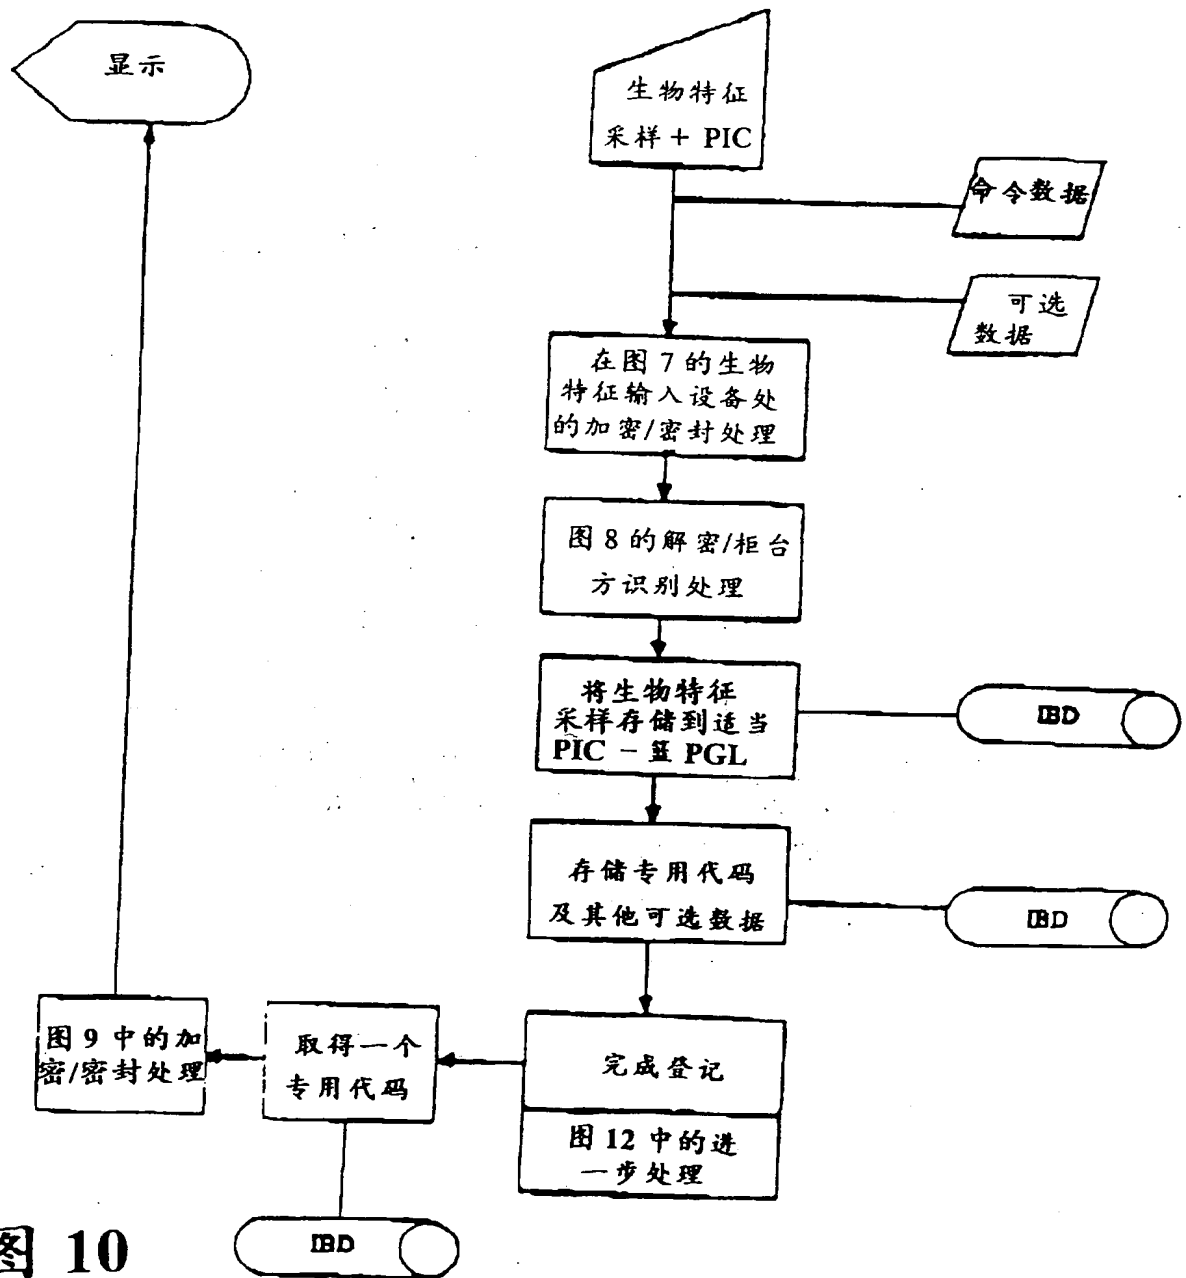 显示
生物特征
采样 + PIC
命令数据
可选
数据
在图 7 的生物
特征输入设备处
的加密/密封处理
图 8 的解密/柜台
方识别处理
将生物特征
采样存储到适当
PIC - 篮 PGL
IBD
存储专用代码
及其他可选数据
IBD
图 9 中的加
密/密封处理
取得一个
专用代码
完成登记
图 12 中的进
一步处理
IBD
图 10